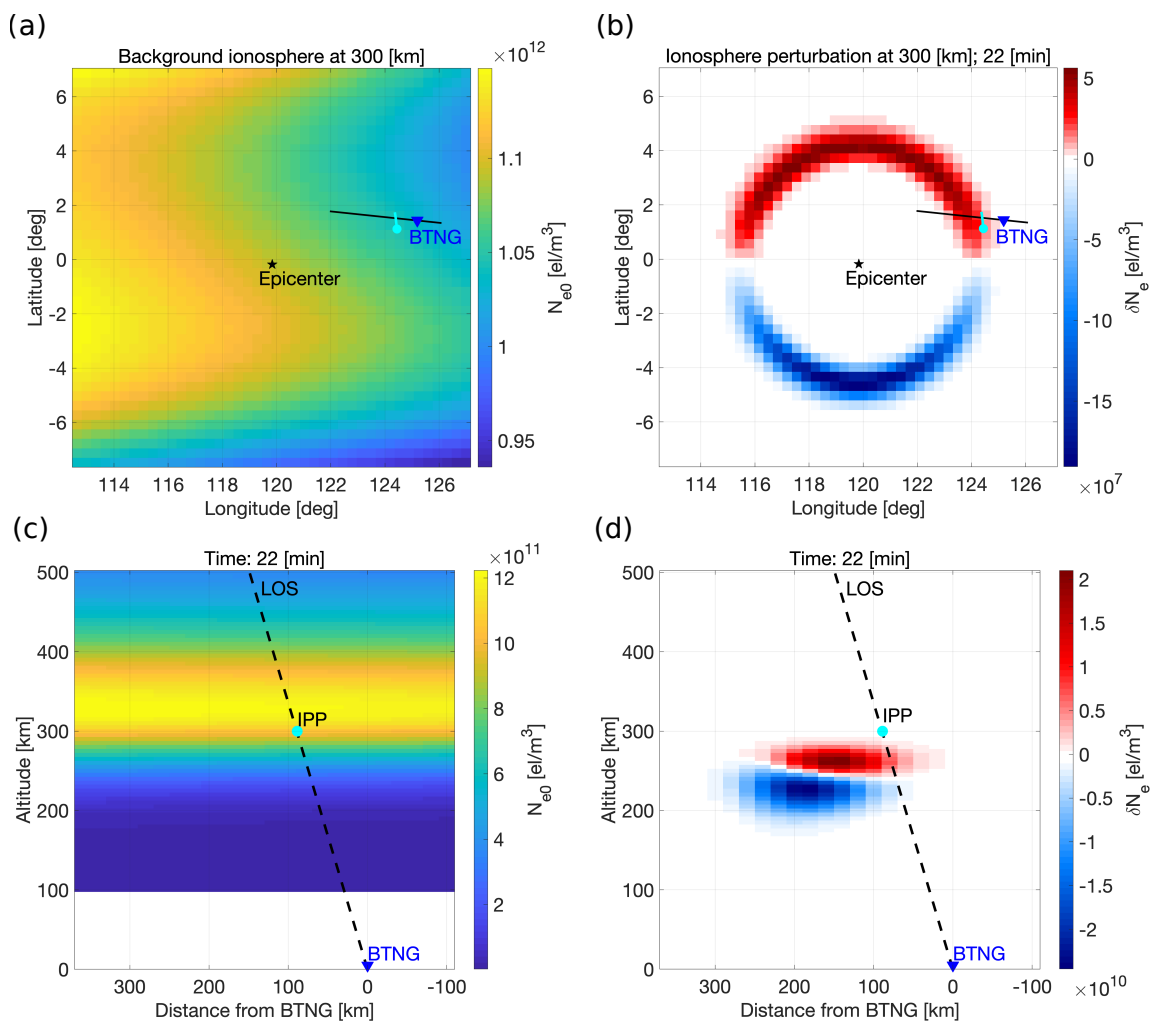 (a)
Background ionosphere at 300 [km]
×10^12
6
4
2
0
-2
-4
-6
Latitude [deg]
BTNG
Epicenter
114 116 118 120 122 124 126
Longitude [deg]
1.1
1.05
1
0.95
N_e0 [el/m^3]
(b)
Ionosphere perturbation at 300 [km]; 22 [min]
6
4
2
0
-2
-4
-6
Latitude [deg]
BTNG
Epicenter
114 116 118 120 122 124 126
Longitude [deg]
5
0
-5
-10
-15
×10^7
δN_e [el/m^3]
(c)
Time: 22 [min]
×10^11
500
400
300
200
100
0
Altitude [km]
LOS
IPP
BTNG
300 200 100 0 -100
Distance from BTNG [km]
12
10
8
6
4
2
N_e0 [el/m^3]
(d)
Time: 22 [min]
500
400
300
200
100
0
Altitude [km]
LOS
IPP
BTNG
300 200 100 0 -100
Distance from BTNG [km]
2
1.5
1
0.5
0
-0.5
-1
-1.5
-2
×10^10
δN_e [el/m^3]